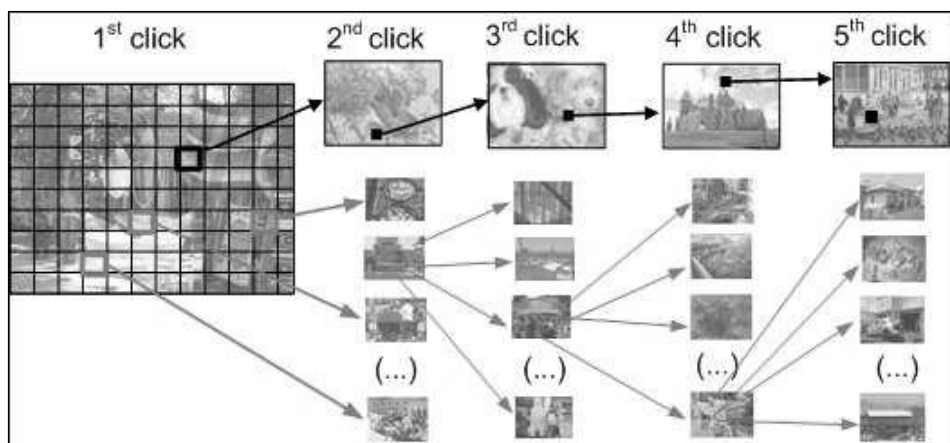 1st click
2nd click
3rd click
4th click
5th click
(...)
(...)
(...)
(...)